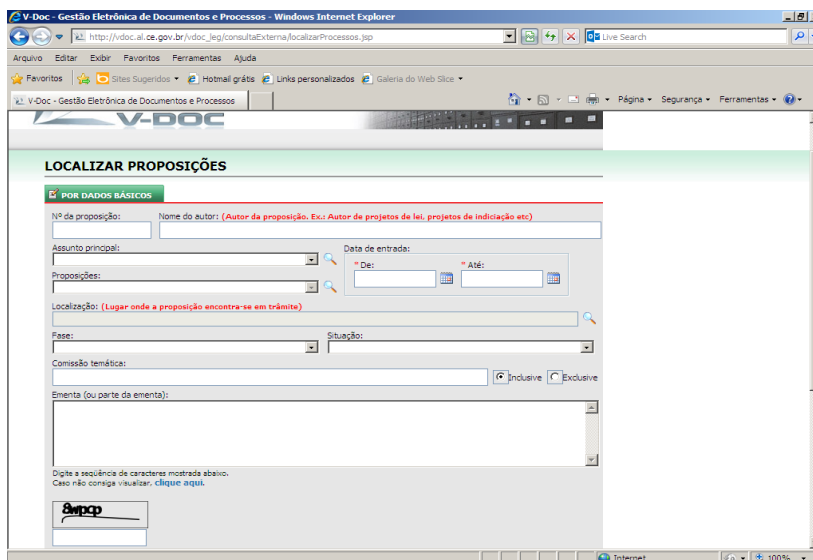 V-Doc - Gestão Eletrônica de Documentos e Processos - Windows Internet Explorer
http://vdoc.al.ce.gov.br/vdoc_leg/consultaExterna/localizarProcessos.jsp
Live Search
Arquivo Editar Exibir Favoritos Ferramentas Ajuda
Favoritos Sites Sugeridos Hotmail grátis Links personalizados Galeria do Web Slice
V-Doc - Gestão Eletrônica de Documentos e Processos
Página Segurança Ferramentas
V-DOC
LOCALIZAR PROPOSIÇÕES
POR DADOS BÁSICOS
Nº da proposição: Nome do autor: (Autor da proposição. Ex.: Autor de projetos de lei, projetos de indiciação etc)
Assunto principal: Data de entrada:
* De: * Até:
Proposições:
Localização: (Lugar onde a proposição encontra-se em trâmite)
Fase: Situação:
Comissão temática:
Inclusive Exclusive
Ementa (ou parte da ementa):
Digite a seqüência de caracteres mostrada abaixo.
Caso não consiga visualizar, clique aqui.
8wpcp
Internet 100%